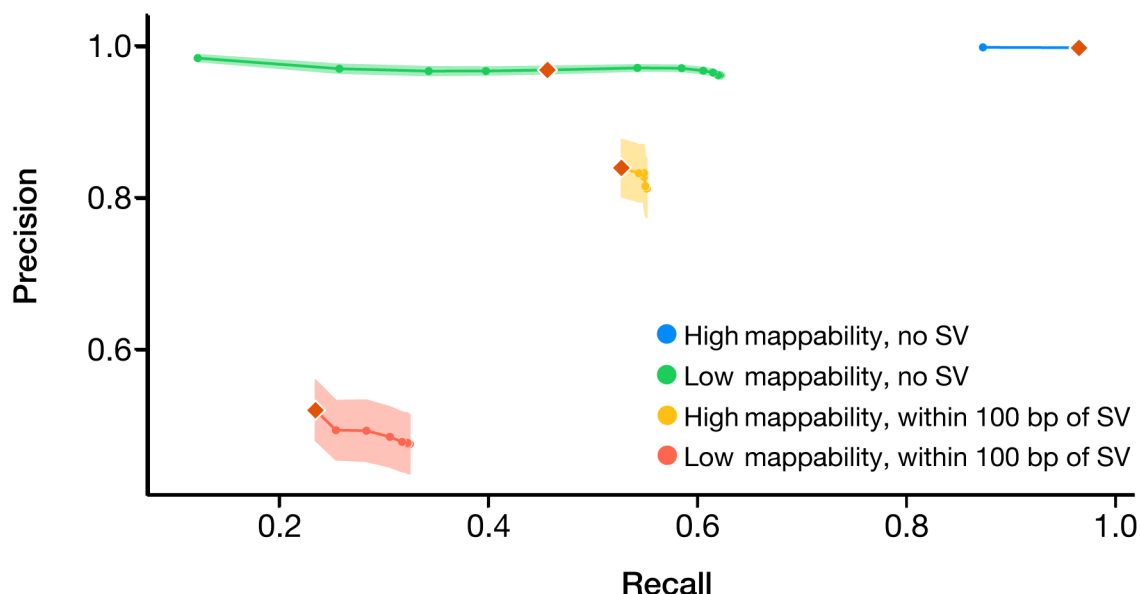 Precision
1.0
0.8
0.6
High mappability, no SV
Low mappability, no SV
High mappability, within 100 bp of SV
Low mappability, within 100 bp of SV
0.2 0.4 0.6 0.8 1.0
Recall